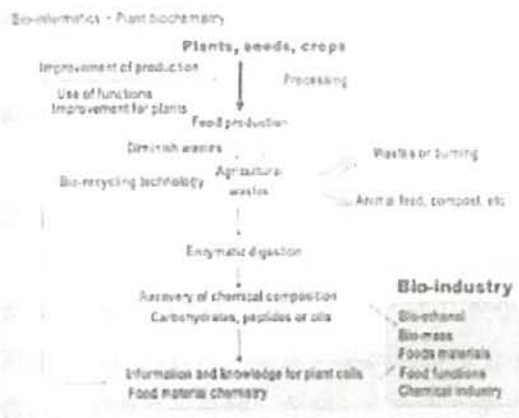 Bio-informatics • Plant biochemistry
Plants, seeds, crops
Improvement of production
Processing
Use of functions
Improvement for plants
Food production
Diminish wastes
Wastes or burning
Bio-recycling technology
Agricultural
wastes
Animal feed, compost, etc
Enzymatic digestion
Recovery of chemical composition
Carbohydrates, peptides or oils
Information and knowledge for plant cells
Food material chemistry
Bio-industry
Bio-ethanol
Bio-mass
Foods materials
Food functions
Chemical industry